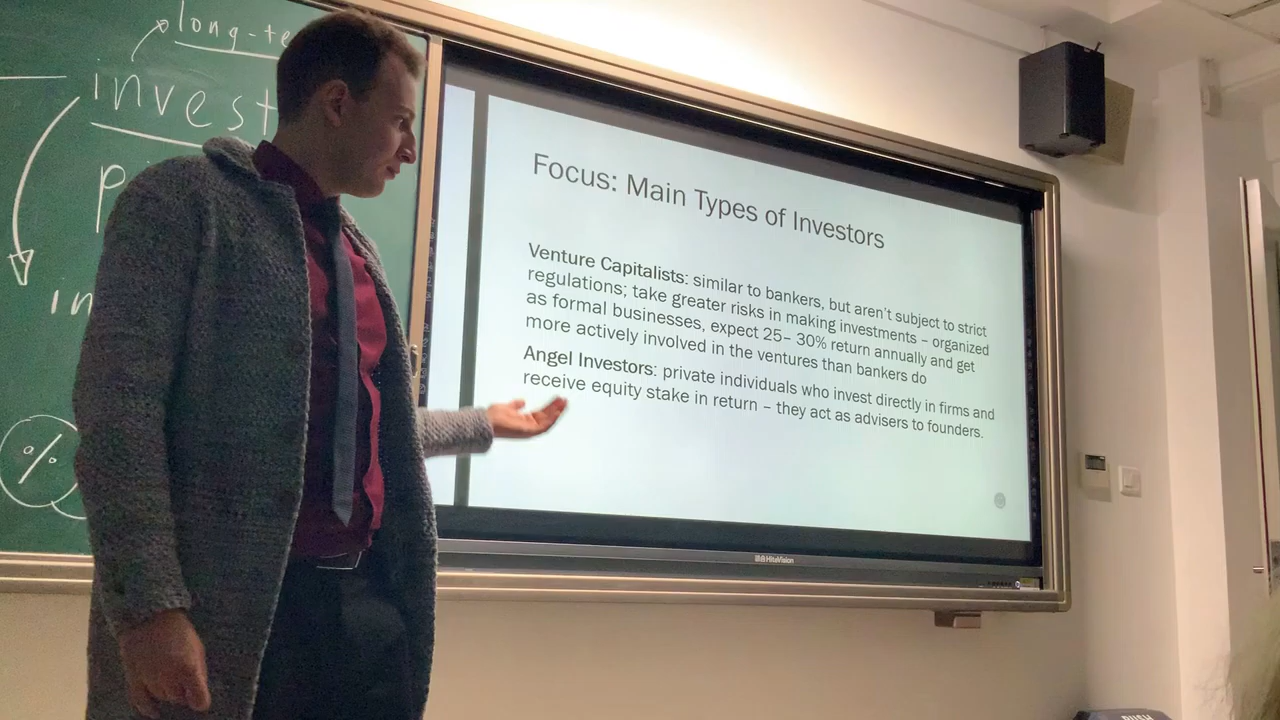 long-te
invest
p
in
%
Focus: Main Types of Investors
Venture Capitalists: similar to bankers, but aren't subject to strict
regulations; take greater risks in making investments – organized
as formal businesses, expect 25– 30% return annually and get
more actively involved in the ventures than bankers do
Angel Investors: private individuals who invest directly in firms and
receive equity stake in return – they act as advisers to founders.
HiteVision
PUSH